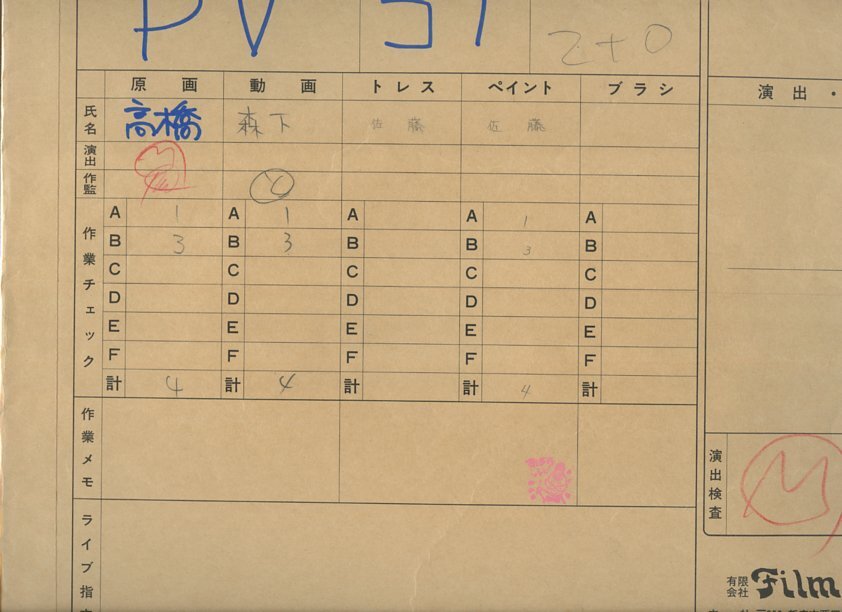 PV 51 2+0
原画 動画 トレス ペイント ブラシ 演出・
氏名 高橋 森下 佐藤 佐藤
演出
作監
作業チェック
A 1 A 1 A A 1 A
B 3 B 3 B B 3 B
C C C C C
D D D D D
E E E E E
F F F F F
計 4 計 4 計 計 4 計
作業メモ
演出検査
ライブ指
有限会社 Film